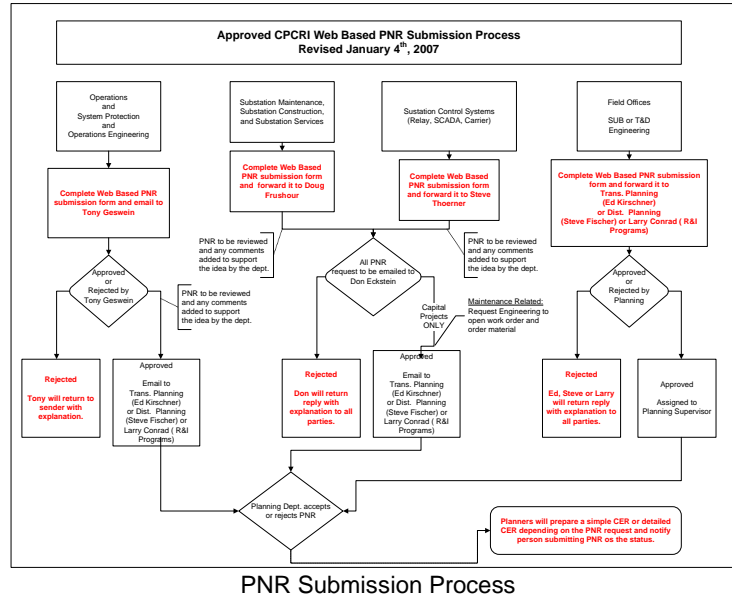 Approved CPCRI Web Based PNR Submission Process
Revised January 4th, 2007
Operations
and
System Protection
and
Operations Engineering
Substation Maintenance,
Substation Construction,
and Substation Services
Sustation Control Systems
(Relay, SCADA, Carrier)
Field Offices
SUB or T&D
Engineering
Complete Web Based PNR
submission form and email to
Tony Geswein
Complete Web Based
PNR submission form
and forward it to Doug
Frushour
Complete Web Based
PNR submission form
and forward it to Steve
Thoerner
Complete Web Based PNR submission
form and forward it to
Trans. Planning
(Ed Kirschner)
or Dist. Planning
(Steve Fischer) or Larry Conrad ( R&I
Programs)
PNR to be reviewed
and any comments
added to support
the idea by the dept.
PNR to be reviewed
and any comments
added to support
the idea by the dept.
Approved
or
Rejected by
Tony Geswein
PNR to be reviewed
and any comments
added to support
the idea by the dept.
All PNR
request to be emailed to
Don Eckstein
Approved or
Rejected by
Planning
Capital
Projects
ONLY
Maintenance Related:
Request Engineering to
open work order and
order material
Rejected
Tony will return to
sender with
explanation.
Approved
Email to
Trans. Planning
(Ed Kirschner)
or Dist. Planning
(Steve Fischer) or
Larry Conrad ( R&I
Programs)
Rejected
Don will return
reply with
explanation to all
parties.
Approved
Email to
Trans. Planning
(Ed Kirschner)
or Dist. Planning
(Steve Fischer) or
Larry Conrad ( R&I
Programs)
Rejected
Ed, Steve or Larry
will return reply
with explanation to
all parties.
Approved
Assigned to
Planning Supervisor
Planning Dept. accepts
or rejects PNR
Planners will prepare a simple CER or detailed
CER depending on the PNR request and notify
person submitting PNR os the status.
PNR Submission Process